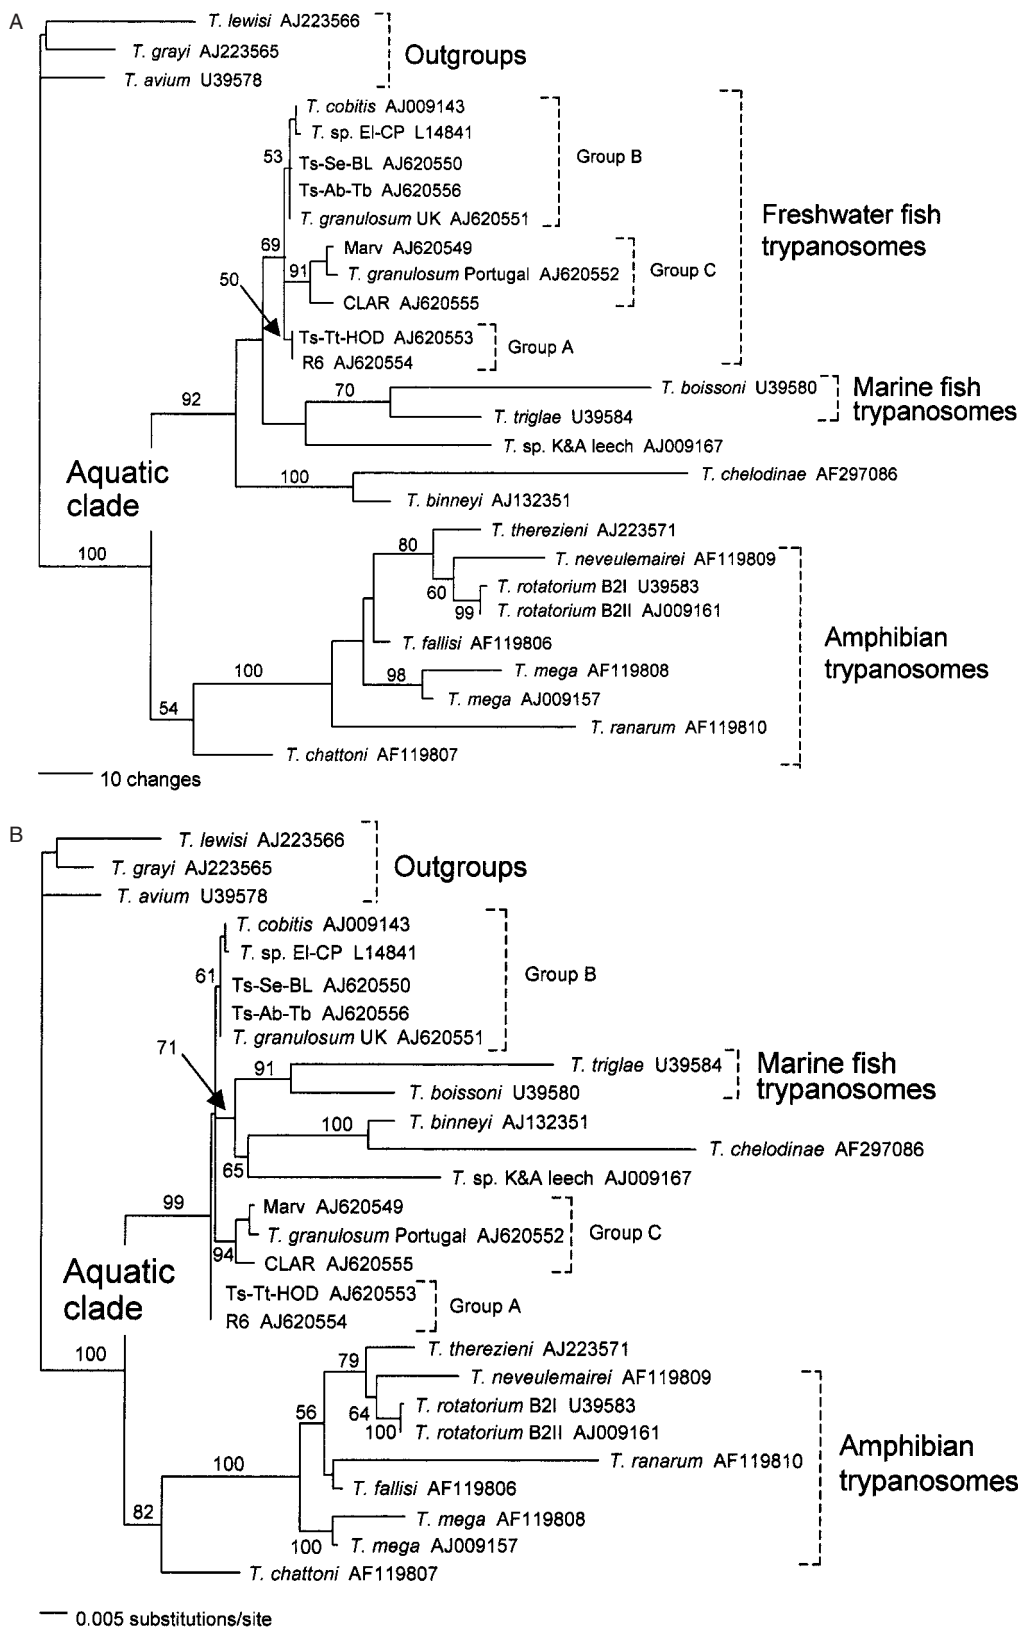 A
T. lewisi AJ223566
T. grayi AJ223565
T. avium U39578
Outgroups
T. cobitis AJ009143
T. sp. El-CP L14841
53
Ts-Se-BL AJ620550
Ts-Ab-Tb AJ620556
T. granulosum UK AJ620551
Group B
Freshwater fish
trypanosomes
69
Marv AJ620549
91
T. granulosum Portugal AJ620552
CLAR AJ620555
Group C
50
Ts-Tt-HOD AJ620553
R6 AJ620554
Group A
70
T. boissoni U39580
T. triglae U39584
Marine fish
trypanosomes
92
T. sp. K&A leech AJ009167
Aquatic
clade
100
T. chelodinae AF297086
T. binneyi AJ132351
100
T. therezieni AJ223571
80
T. neveulemairei AF119809
60
T. rotatorium B2I U39583
99
T. rotatorium B2II AJ009161
T. fallisi AF119806
Amphibian
trypanosomes
100
98
T. mega AF119808
T. mega AJ009157
54
T. ranarum AF119810
T. chattoni AF119807
10 changes
B
T. lewisi AJ223566
T. grayi AJ223565
T. avium U39578
Outgroups
T. cobitis AJ009143
T. sp. El-CP L14841
61
Ts-Se-BL AJ620550
Ts-Ab-Tb AJ620556
T. granulosum UK AJ620551
Group B
71
91
T. triglae U39584
T. boissoni U39580
Marine fish
trypanosomes
100
T. binneyi AJ132351
T. chelodinae AF297086
65
T. sp. K&A leech AJ009167
99
Marv AJ620549
T. granulosum Portugal AJ620552
94
CLAR AJ620555
Group C
Aquatic
clade
Ts-Tt-HOD AJ620553
R6 AJ620554
Group A
100
T. therezieni AJ223571
79
T. neveulemairei AF119809
56
64
T. rotatorium B2I U39583
100
T. rotatorium B2II AJ009161
Amphibian
trypanosomes
100
T. ranarum AF119810
T. fallisi AF119806
82
T. mega AF119808
100
T. mega AJ009157
T. chattoni AF119807
0.005 substitutions/site